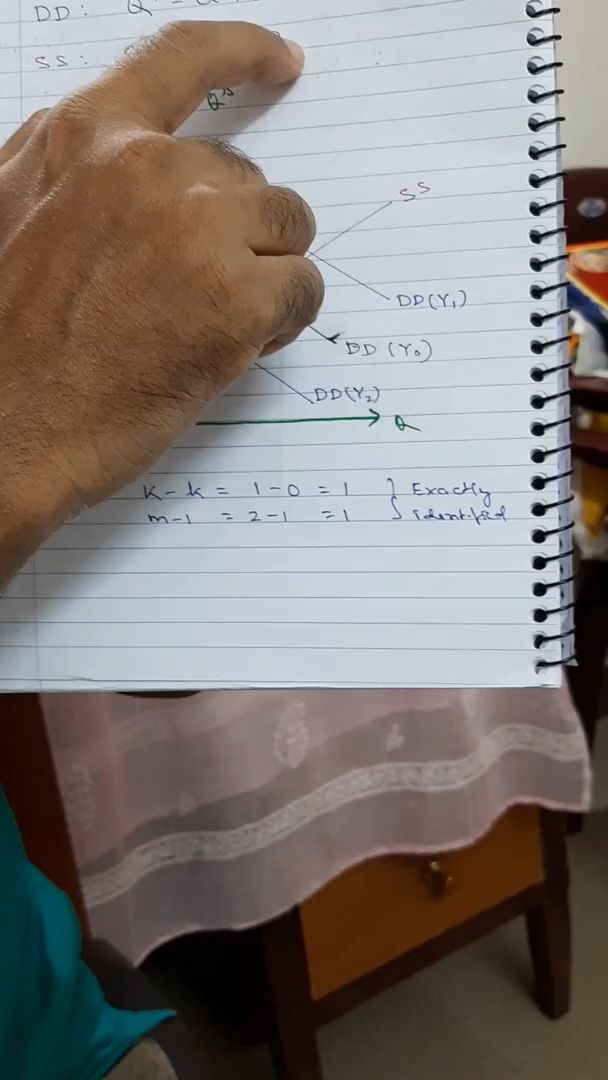 DD: Q
SS:
Q^s
SS
DD(Y₁)
DD (Y₀)
DD(Y₂)
Q
K-k = 1-0 = 1 } Exactly
m-1 = 2-1 = 1 identified